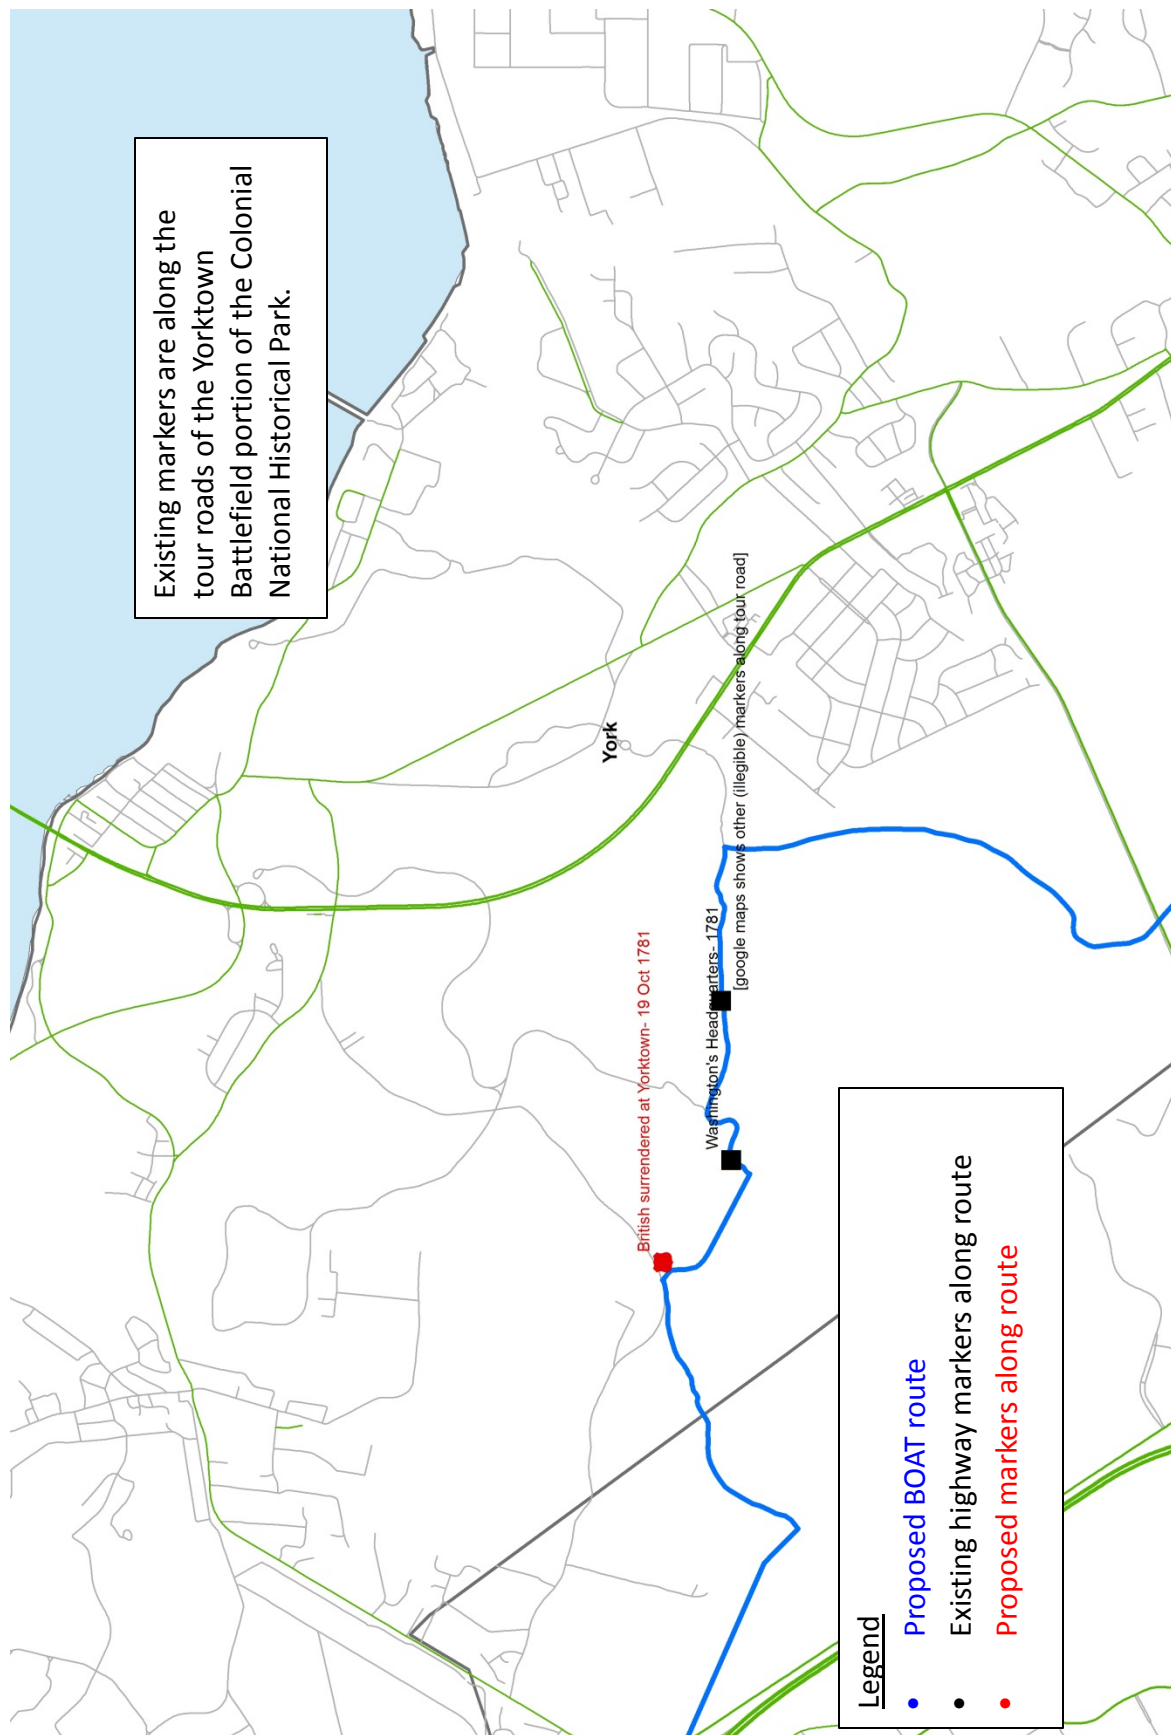 Existing markers are along the
tour roads of the Yorktown
Battlefield portion of the Colonial
National Historical Park.
York
British surrendered at Yorktown- 19 Oct 1781
Washington's Headquarters- 1781
[google maps shows other (illegible) markers along tour road]
Legend
• Proposed BOAT route
• Existing highway markers along route
• Proposed markers along route